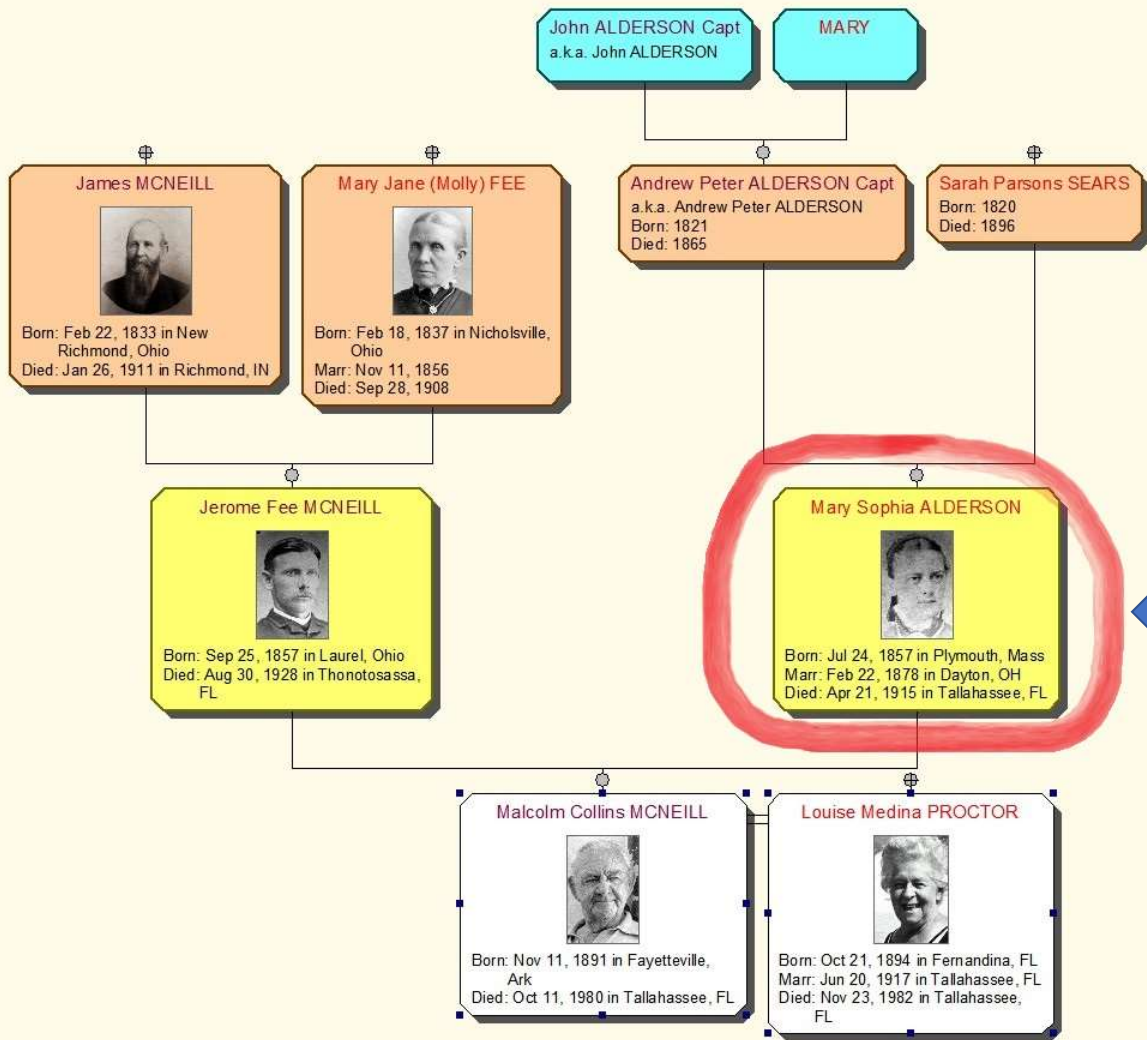 John ALDERSON Capt
a.k.a. John ALDERSON
MARY
James MCNEILL
Born: Feb 22, 1833 in New
Richmond, Ohio
Died: Jan 26, 1911 in Richmond, IN
Mary Jane (Molly) FEE
Born: Feb 18, 1837 in Nicholsville,
Ohio
Marr: Nov 11, 1856
Died: Sep 28, 1908
Andrew Peter ALDERSON Capt
a.k.a. Andrew Peter ALDERSON
Born: 1821
Died: 1865
Sarah Parsons SEARS
Born: 1820
Died: 1896
Jerome Fee MCNEILL
Born: Sep 25, 1857 in Laurel, Ohio
Died: Aug 30, 1928 in Thonotosassa,
FL
Mary Sophia ALDERSON
Born: Jul 24, 1857 in Plymouth, Mass
Marr: Feb 22, 1878 in Dayton, OH
Died: Apr 21, 1915 in Tallahassee, FL
Malcolm Collins MCNEILL
Born: Nov 11, 1891 in Fayetteville,
Ark
Died: Oct 11, 1980 in Tallahassee, FL
Louise Medina PROCTOR
Born: Oct 21, 1894 in Fernandina, FL
Marr: Jun 20, 1917 in Tallahassee, FL
Died: Nov 23, 1982 in Tallahassee,
FL